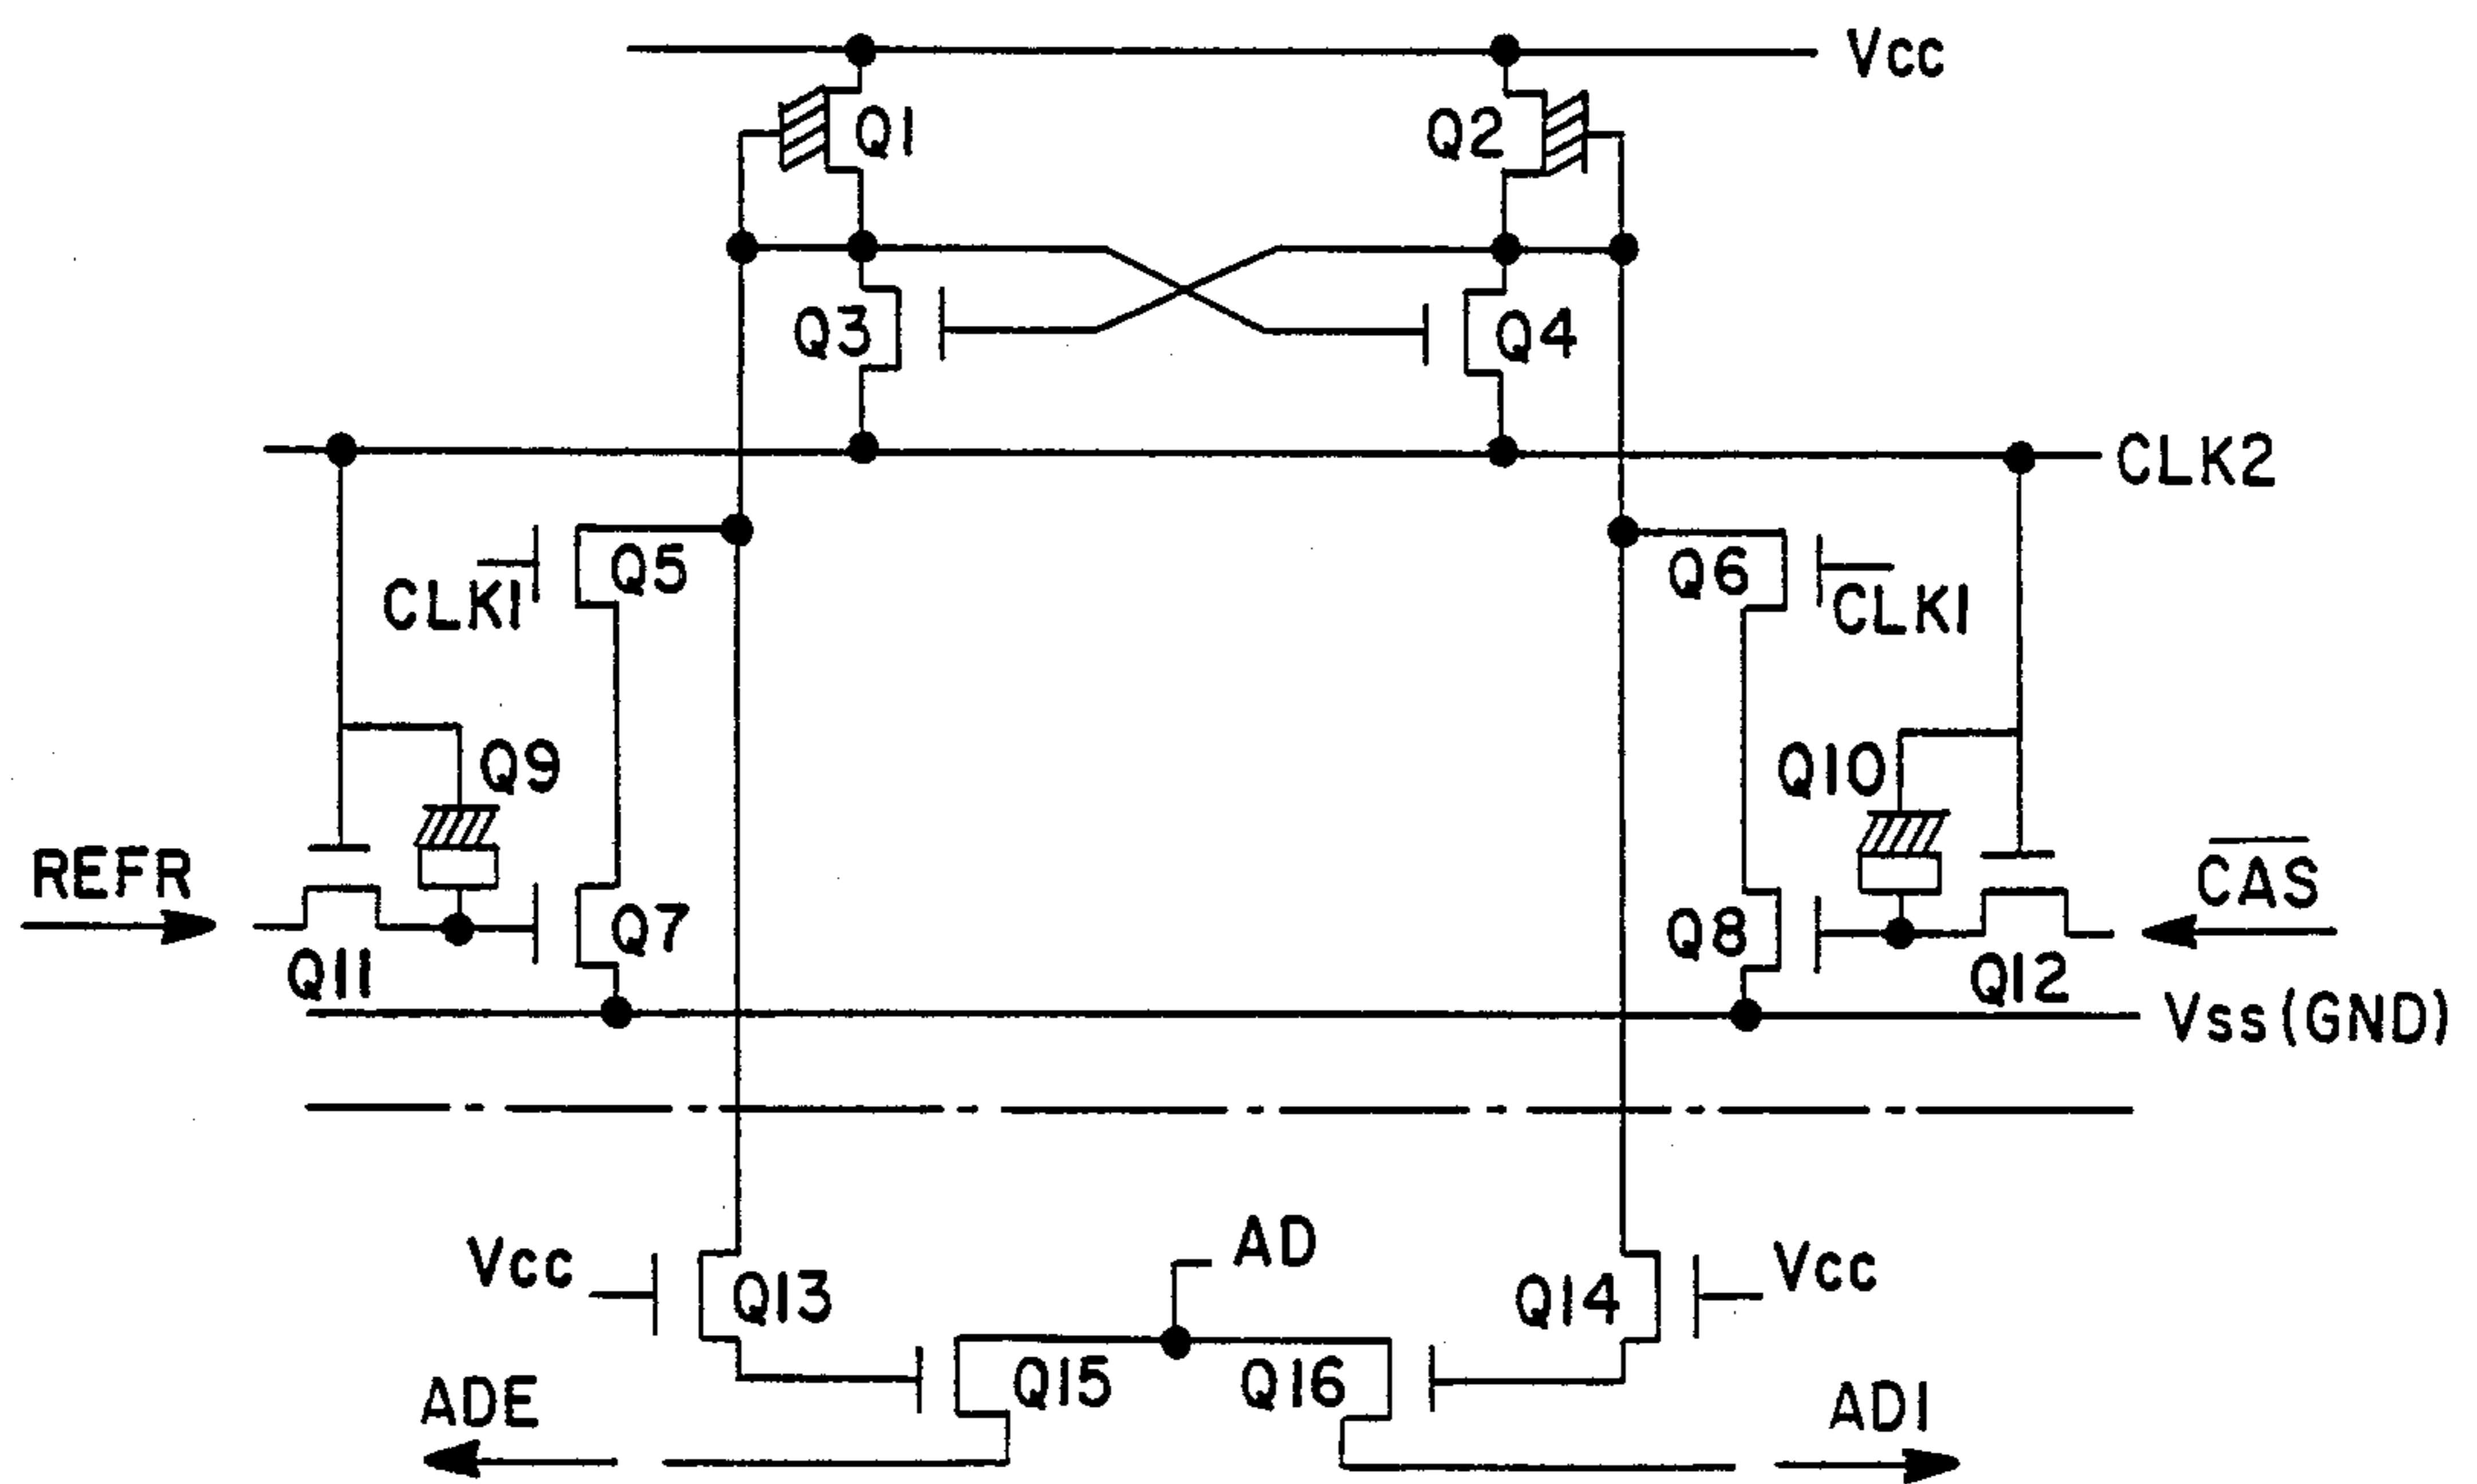 Vcc
Q1
Q2
Q3
Q4
CLK2
Q5
Q6
CLK1
CLK1
Q9
Q10
REFR
CAS
Q7
Q8
Q11
Q12
Vss(GND)
AD
Vcc
Vcc
Q13
Q14
Q15
Q16
ADE
ADI